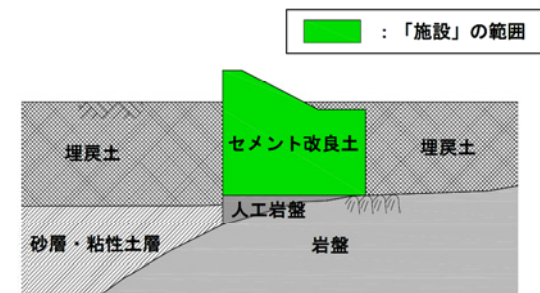 ：「施設」の範囲
埋戻土
セメント改良土
埋戻土
人工岩盤
砂層・粘性土層
岩盤